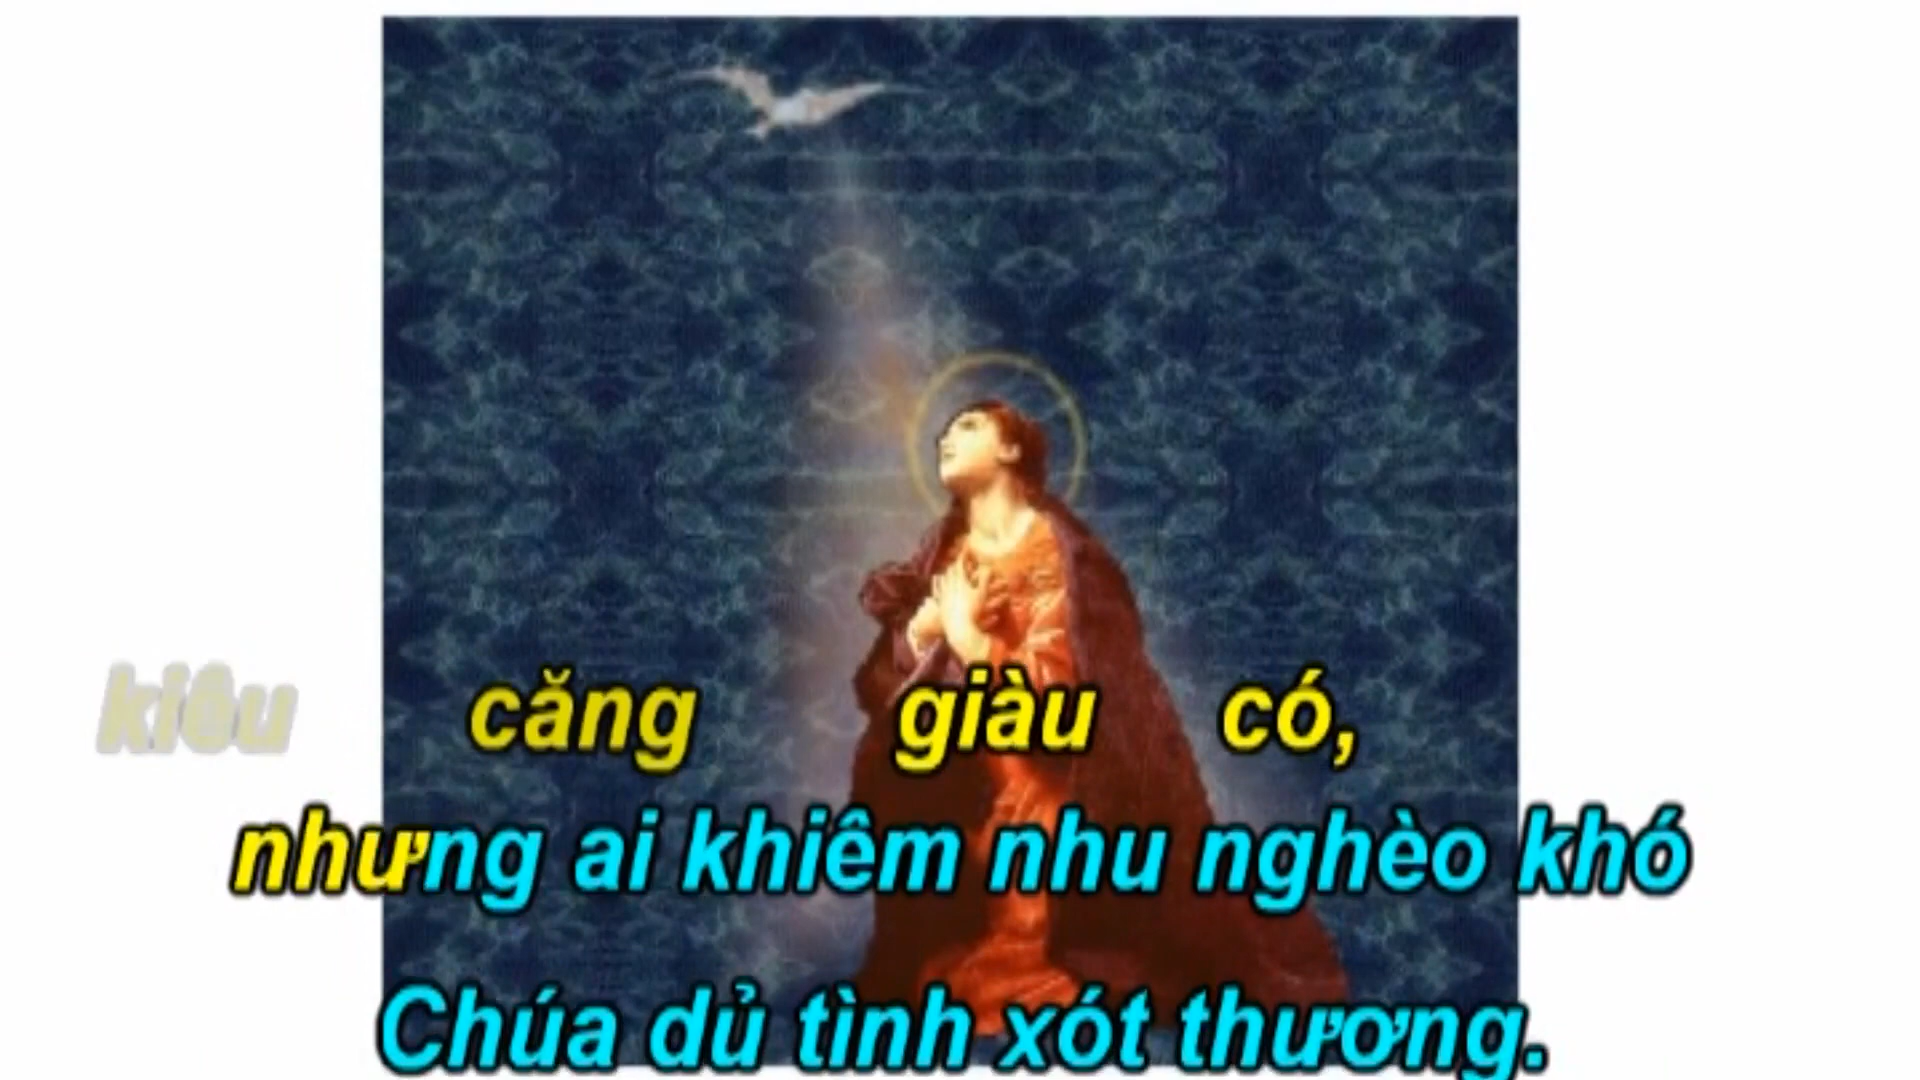 kiêu căng giàu có,
nhưng ai khiêm nhu nghèo khó
Chúa dủ tình xót thương.